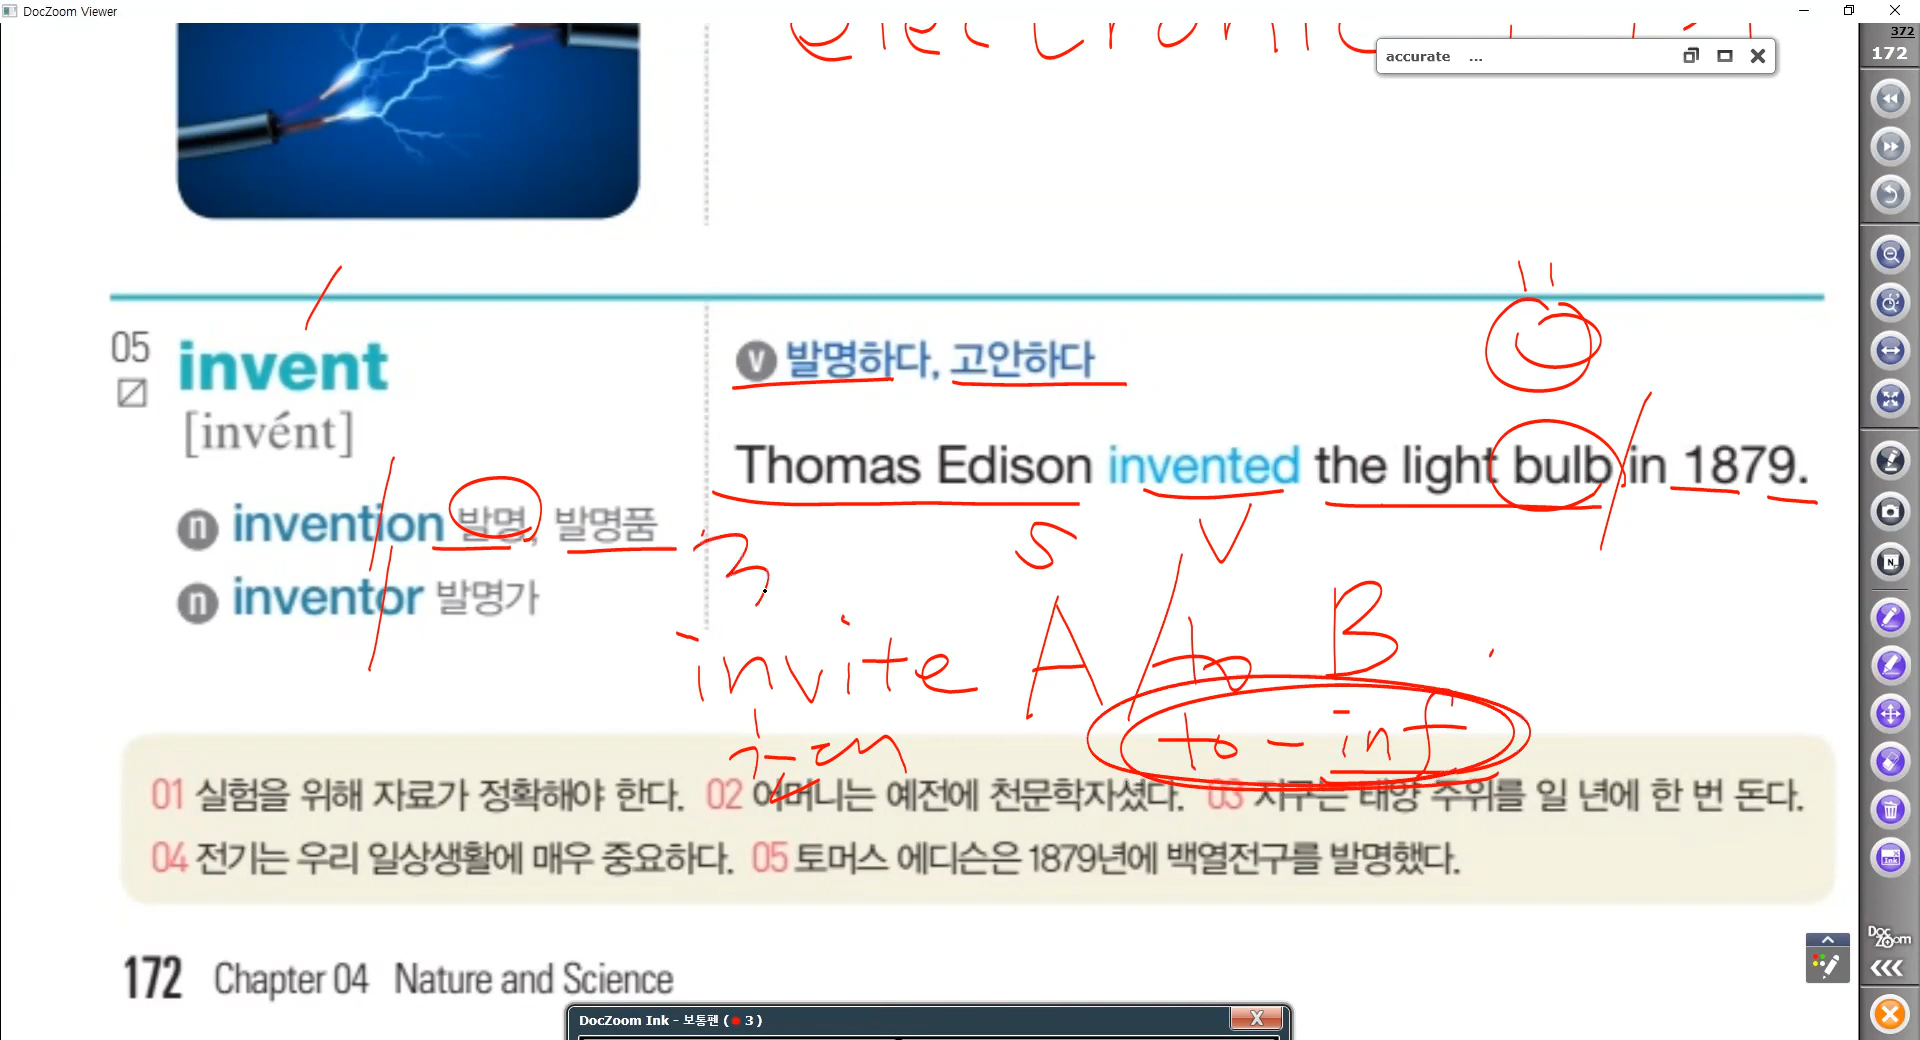 DocZoom Viewer
372
172
electronic
accurate ...
05 invent
[invént]
n invention 발명, 발명품
n inventor 발명가
v 발명하다, 고안하다
Thomas Edison invented the light bulb in 1879.
S V
3
invite A / to B
to - inf
01 실험을 위해 자료가 정확해야 한다. 02 어머니는 예전에 천문학자셨다. 03 지구는 태양 주위를 일 년에 한 번 돈다.
04 전기는 우리 일상생활에 매우 중요하다. 05 토머스 에디슨은 1879년에 백열전구를 발명했다.
172 Chapter 04 Nature and Science
DocZoom Ink - 보통펜 ( 3 )
Ink
DocZoom